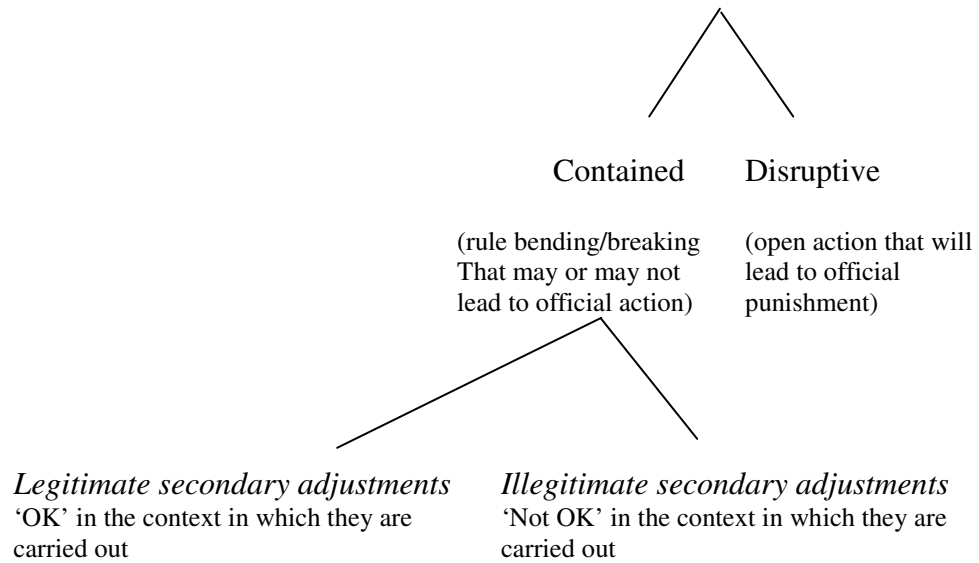 Contained
Disruptive
(rule bending/breaking
That may or may not
lead to official action)
(open action that will
lead to official
punishment)
Legitimate secondary adjustments
‘OK’ in the context in which they are
carried out
Illegitimate secondary adjustments
‘Not OK’ in the context in which they are
carried out